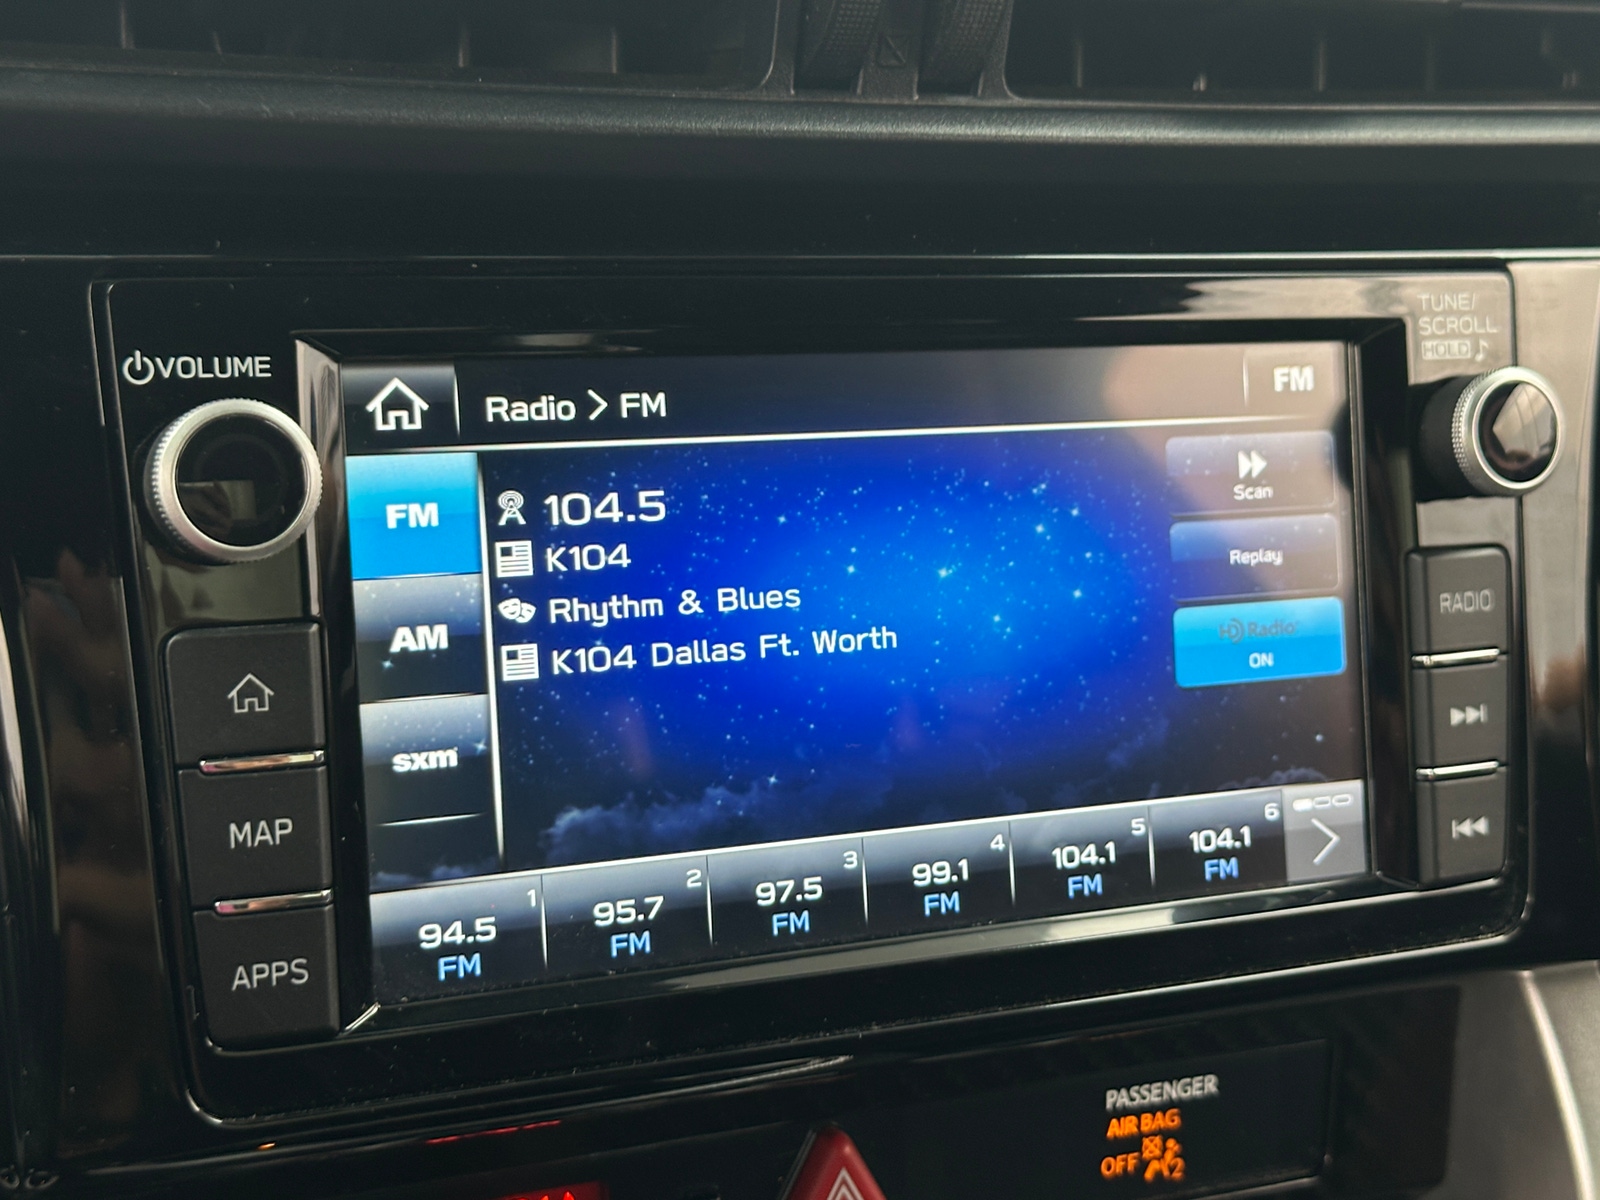 VOLUME
TUNE/
SCROLL
HOLD
Radio > FM
FM
FM
AM
sxm
104.5
K104
Rhythm & Blues
K104 Dallas Ft. Worth
Scan
Replay
HD Radio
ON
1
94.5
FM
2
95.7
FM
3
97.5
FM
4
99.1
FM
5
104.1
FM
6
104.1
FM
MAP
APPS
RADIO
PASSENGER
AIR BAG
OFF 2